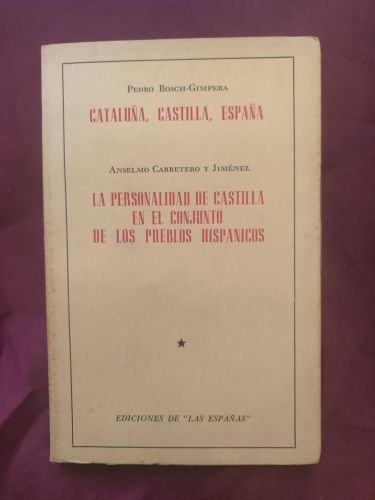 Pedro Bosch-Gimpera
CATALUÑA, CASTILLA, ESPAÑA
Anselmo Carretero y Jiménez
LA PERSONALIDAD DE CASTILLA
EN EL CONJUNTO
DE LOS PUEBLOS HISPANICOS
EDICIONES DE "LAS ESPAÑAS"